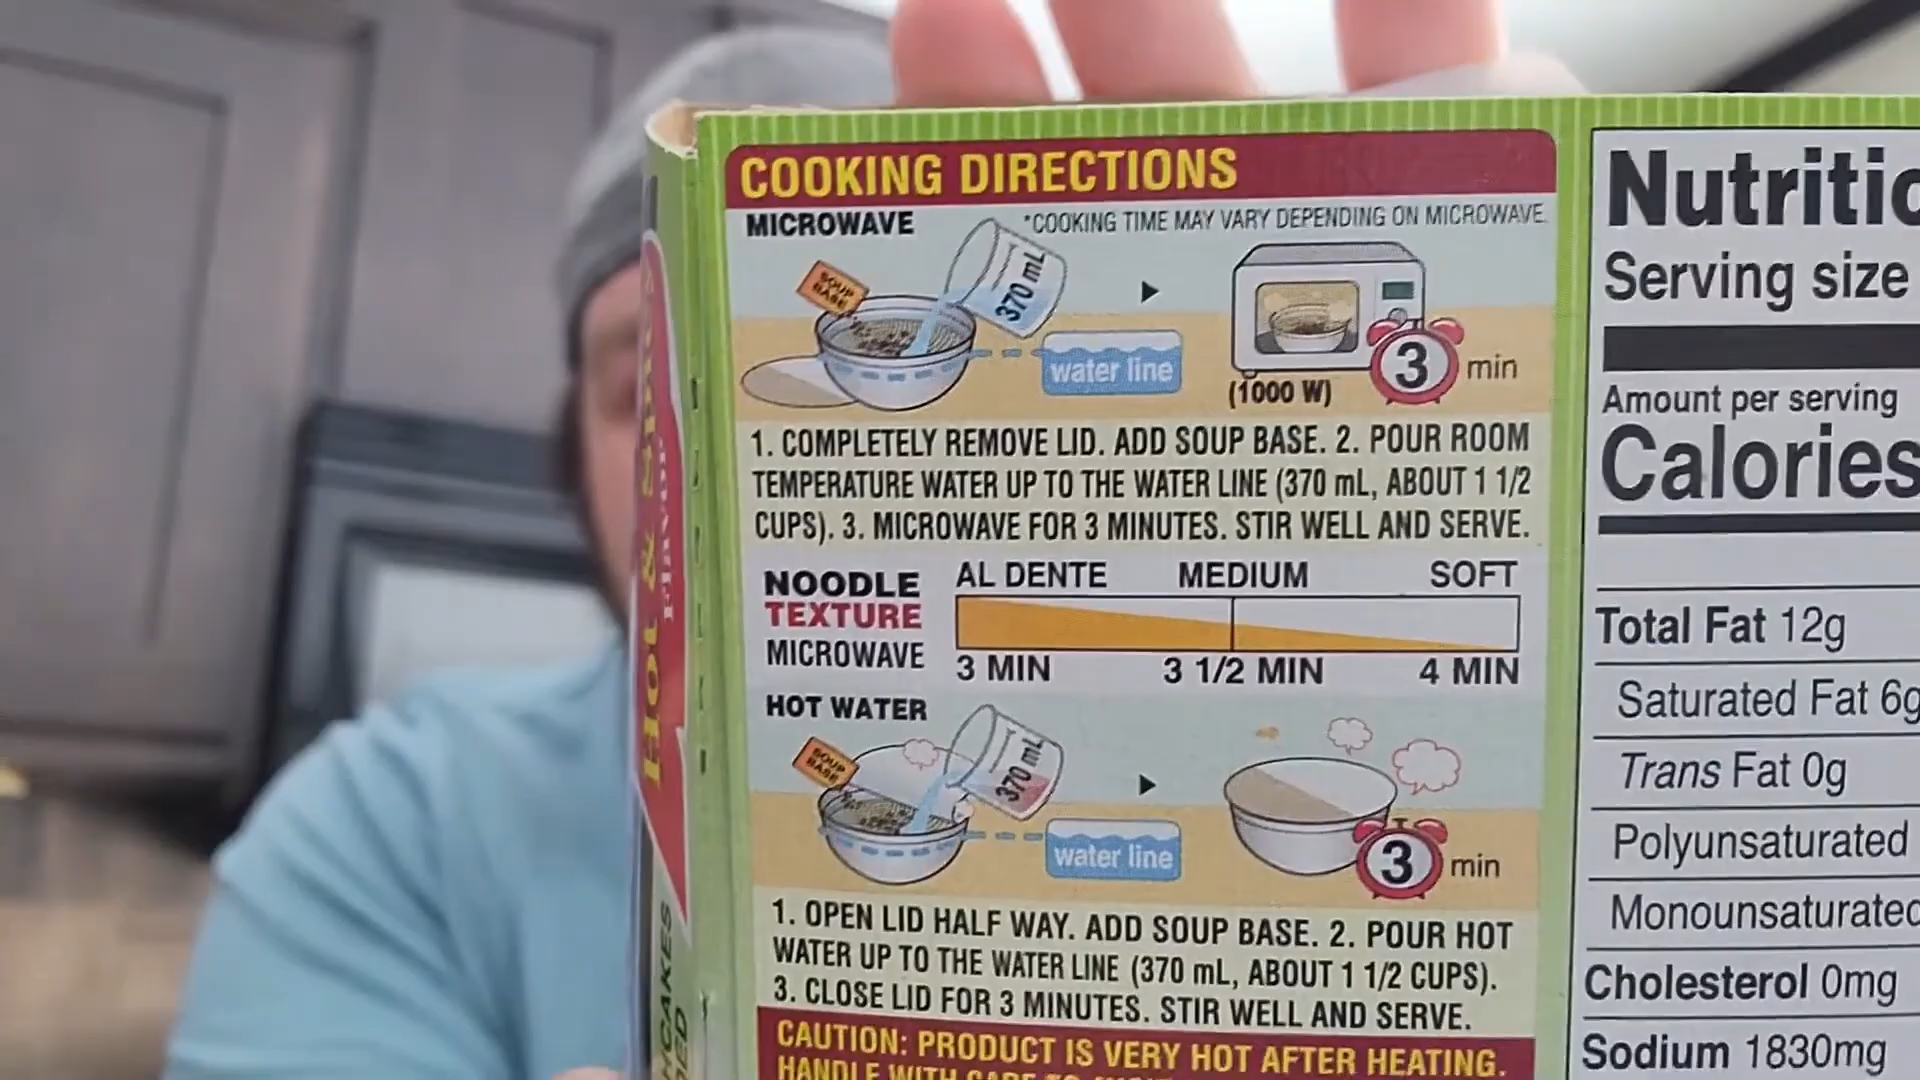 COOKING DIRECTIONS
MICROWAVE
*COOKING TIME MAY VARY DEPENDING ON MICROWAVE.
SOUP
BASE
370 mL
water line
(1000 W)
3 min
1. COMPLETELY REMOVE LID. ADD SOUP BASE. 2. POUR ROOM
TEMPERATURE WATER UP TO THE WATER LINE (370 mL, ABOUT 1 1/2
CUPS). 3. MICROWAVE FOR 3 MINUTES. STIR WELL AND SERVE.
NOODLE
TEXTURE
MICROWAVE
AL DENTE MEDIUM SOFT
3 MIN 3 1/2 MIN 4 MIN
HOT WATER
SOUP
BASE
370 mL
water line
3 min
1. OPEN LID HALF WAY. ADD SOUP BASE. 2. POUR HOT
WATER UP TO THE WATER LINE (370 mL, ABOUT 1 1/2 CUPS).
3. CLOSE LID FOR 3 MINUTES. STIR WELL AND SERVE.
CAUTION: PRODUCT IS VERY HOT AFTER HEATING.
HANDLE WITH CARE TO
Nutritio
Serving size
Amount per serving
Calories
Total Fat 12g
Saturated Fat 6g
Trans Fat 0g
Polyunsaturated
Monounsaturated
Cholesterol 0mg
Sodium 1830mg
Hot &
Flavor